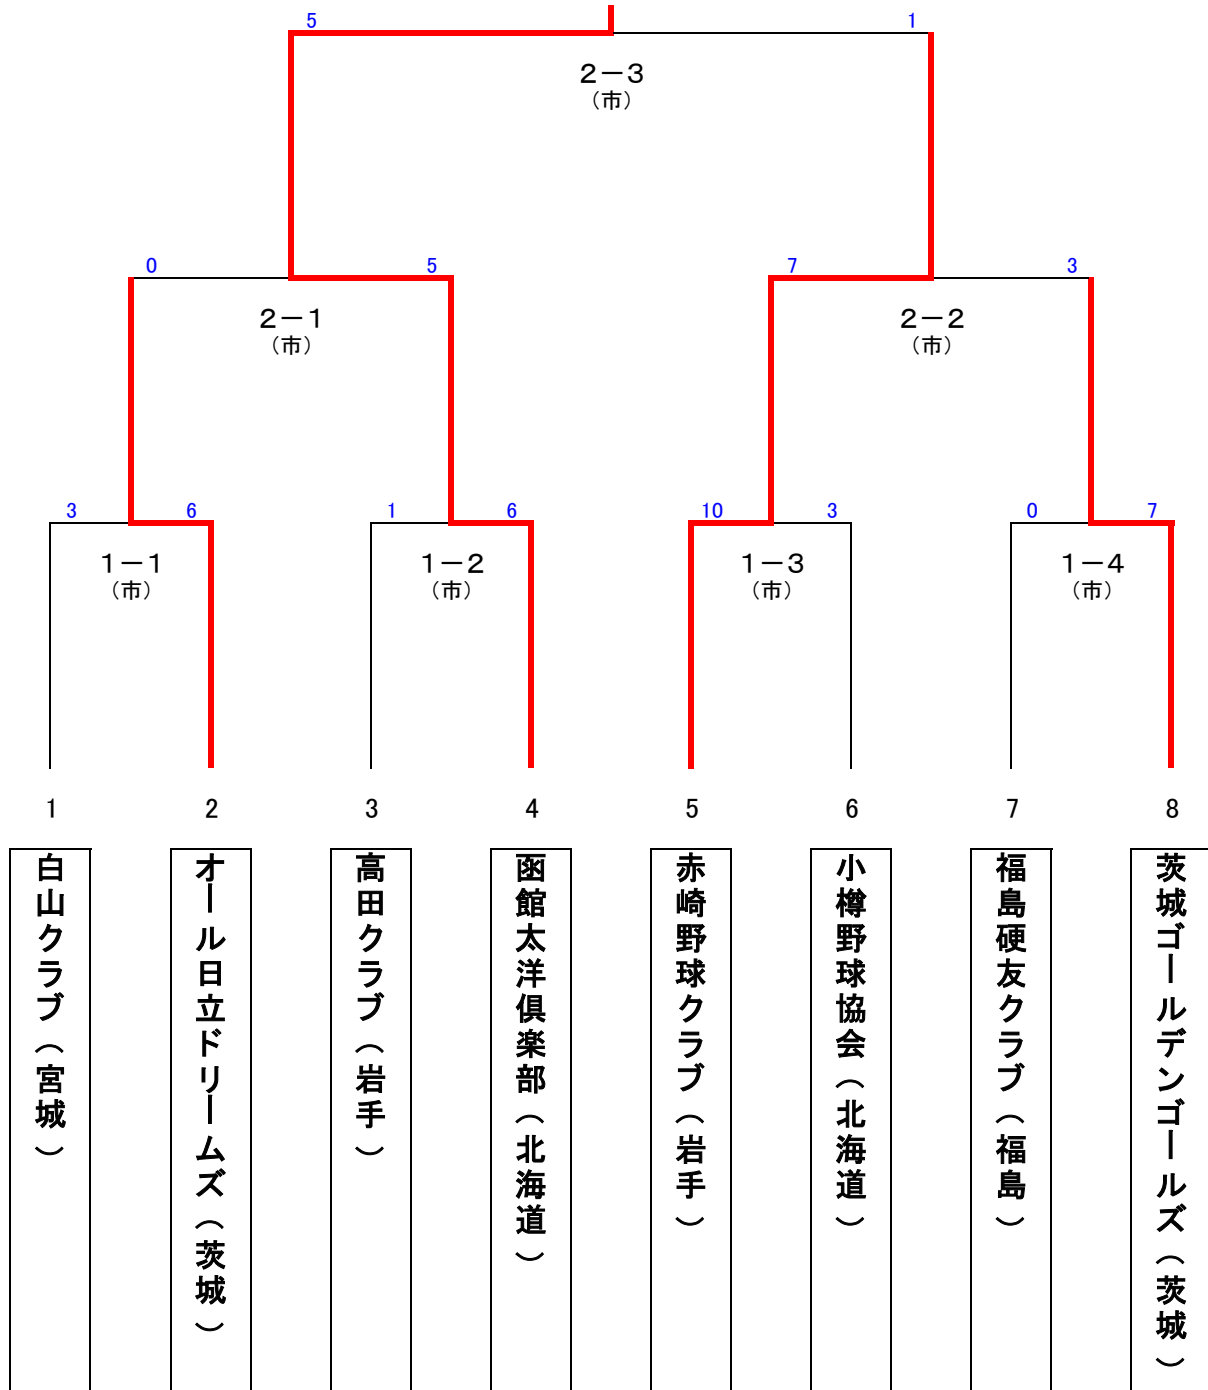 5 1
2－3
（市）
0 5 7 3
2－1 2－2
（市） （市）
3 6 1 6 10 3 0 7
1－1 1－2 1－3 1－4
（市） （市） （市） （市）
1 2 3 4 5 6 7 8
白山クラブ（宮城）
オール日立ドリームズ（茨城）
高田クラブ（岩手）
函館太洋倶楽部（北海道）
赤崎野球クラブ（岩手）
小樽野球協会（北海道）
福島硬友クラブ（福島）
茨城ゴールデンゴールズ（茨城）